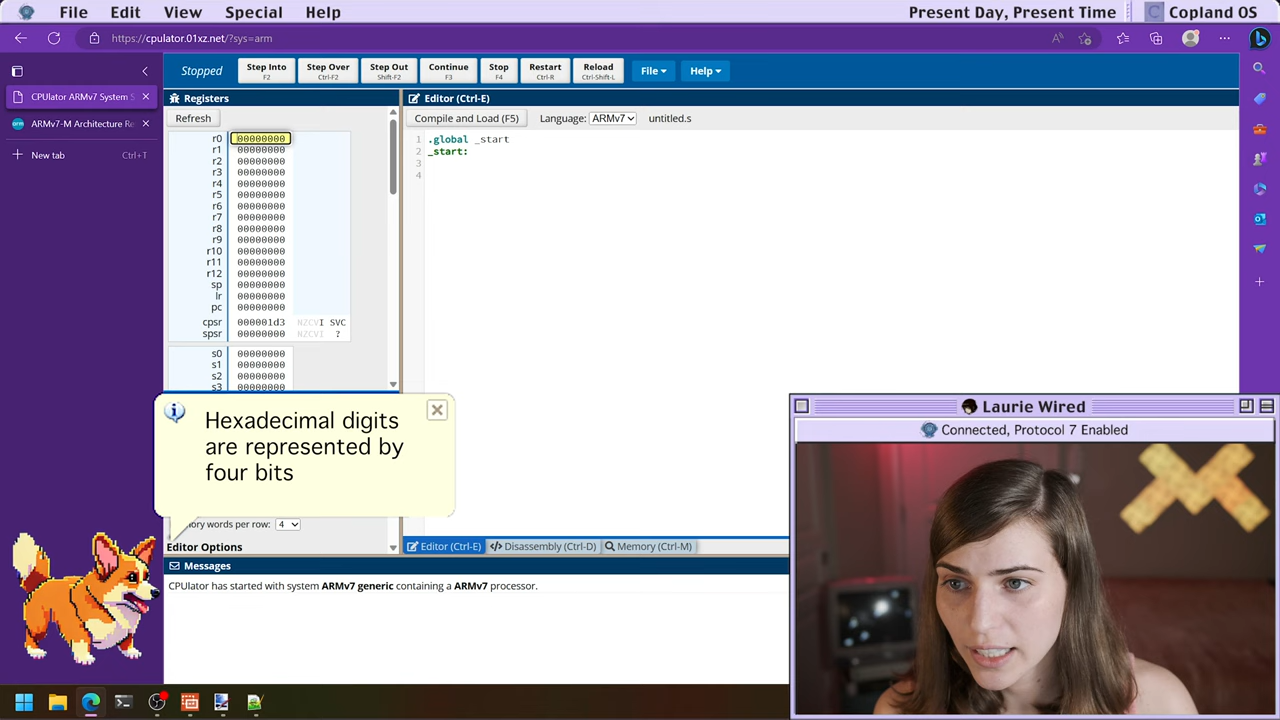 File Edit View Special Help Present Day, Present Time Copland OS
https://cpulator.01xz.net/?sys=arm
CPUlator ARMv7 System S
ARMv7-M Architecture Re
New tab Ctrl+T
Stopped
Step Into
F2
Step Over
Ctrl-F2
Step Out
Shift-F2
Continue
F3
Stop
F4
Restart
Ctrl-R
Reload
Ctrl-Shift-L
File
Help
Registers
Refresh
r0 00000000
r1 00000000
r2 00000000
r3 00000000
r4 00000000
r5 00000000
r6 00000000
r7 00000000
r8 00000000
r9 00000000
r10 00000000
r11 00000000
r12 00000000
sp 00000000
lr 00000000
pc 00000000
cpsr 000001d3 NZCVI SVC
spsr 00000000 NZCVI ?
s0 00000000
s1 00000000
s2 00000000
s3 00000000
Editor (Ctrl-E)
Compile and Load (F5) Language: ARMv7 untitled.s
1 .global _start
2 _start:
3
4
Hexadecimal digits
are represented by
four bits
mory words per row: 4
Editor Options
Editor (Ctrl-E) Disassembly (Ctrl-D) Memory (Ctrl-M)
Messages
CPUlator has started with system ARMv7 generic containing a ARMv7 processor.
Laurie Wired
Connected, Protocol 7 Enabled